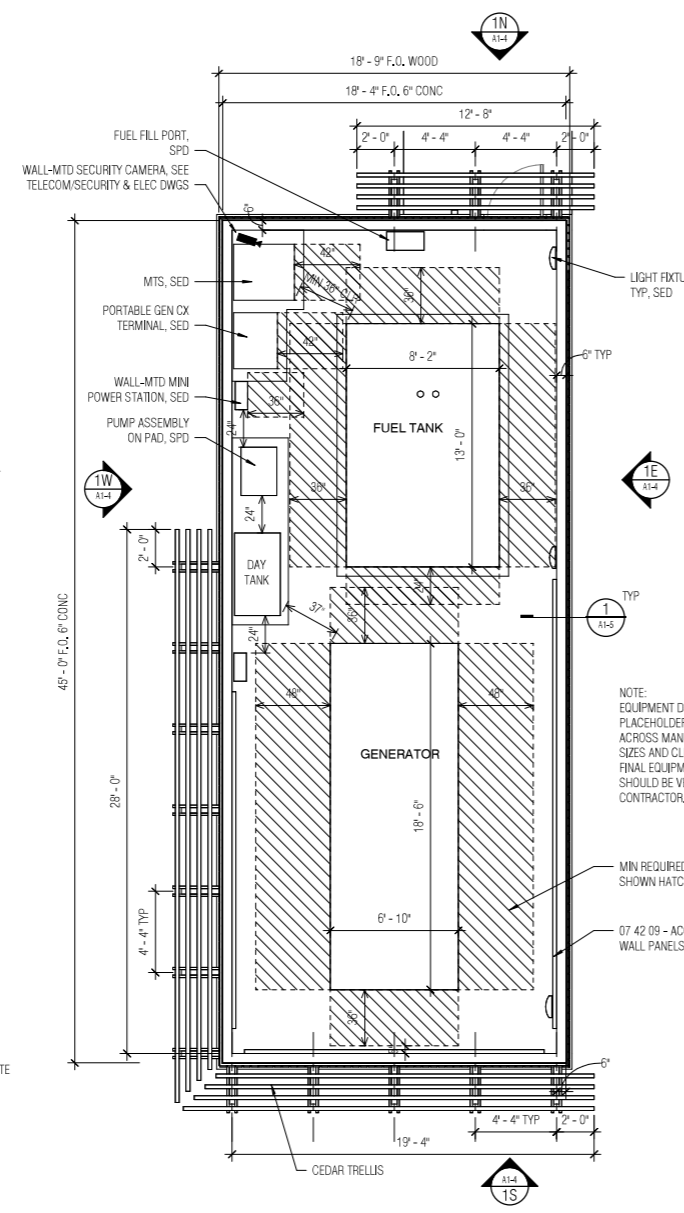 1N
A1-4
18' - 9" F.O. WOOD
18' - 4" F.O. 6" CONC
12' - 8"
2' - 0"
4' - 4"
4' - 4"
2' - 0"
FUEL FILL PORT,
SPD
WALL-MTD SECURITY CAMERA, SEE
TELECOM/SECURITY & ELEC DWGS
6"
MTS, SED
42"
MIN 36" CLR
36"
LIGHT FIXTU
TYP, SED
PORTABLE GEN CX
TERMINAL, SED
42"
8' - 2"
6" TYP
WALL-MTD MINI
POWER STATION, SED
36"
24"
FUEL TANK
13' - 0"
PUMP ASSEMBLY
ON PAD, SPD
1W
A1-4
1E
A1-4
36"
36"
24"
2' - 0"
DAY
TANK
24"
36"
37"
TYP
1
A1-5
24"
45' - 0" F.O. 6" CONC
48"
48"
NOTE:
EQUIPMENT D
PLACEHOLDER
ACROSS MAN
SIZES AND CL
FINAL EQUIPM
SHOULD BE VE
CONTRACTOR.
GENERATOR
28' - 0"
18' - 6"
MIN REQUIRED
SHOWN HATC
4' - 4" TYP
6' - 10"
07 42 09 - AC
WALL PANELS
36"
TE
6"
4' - 4" TYP
2' - 0"
19' - 4"
CEDAR TRELLIS
A1-4
1S